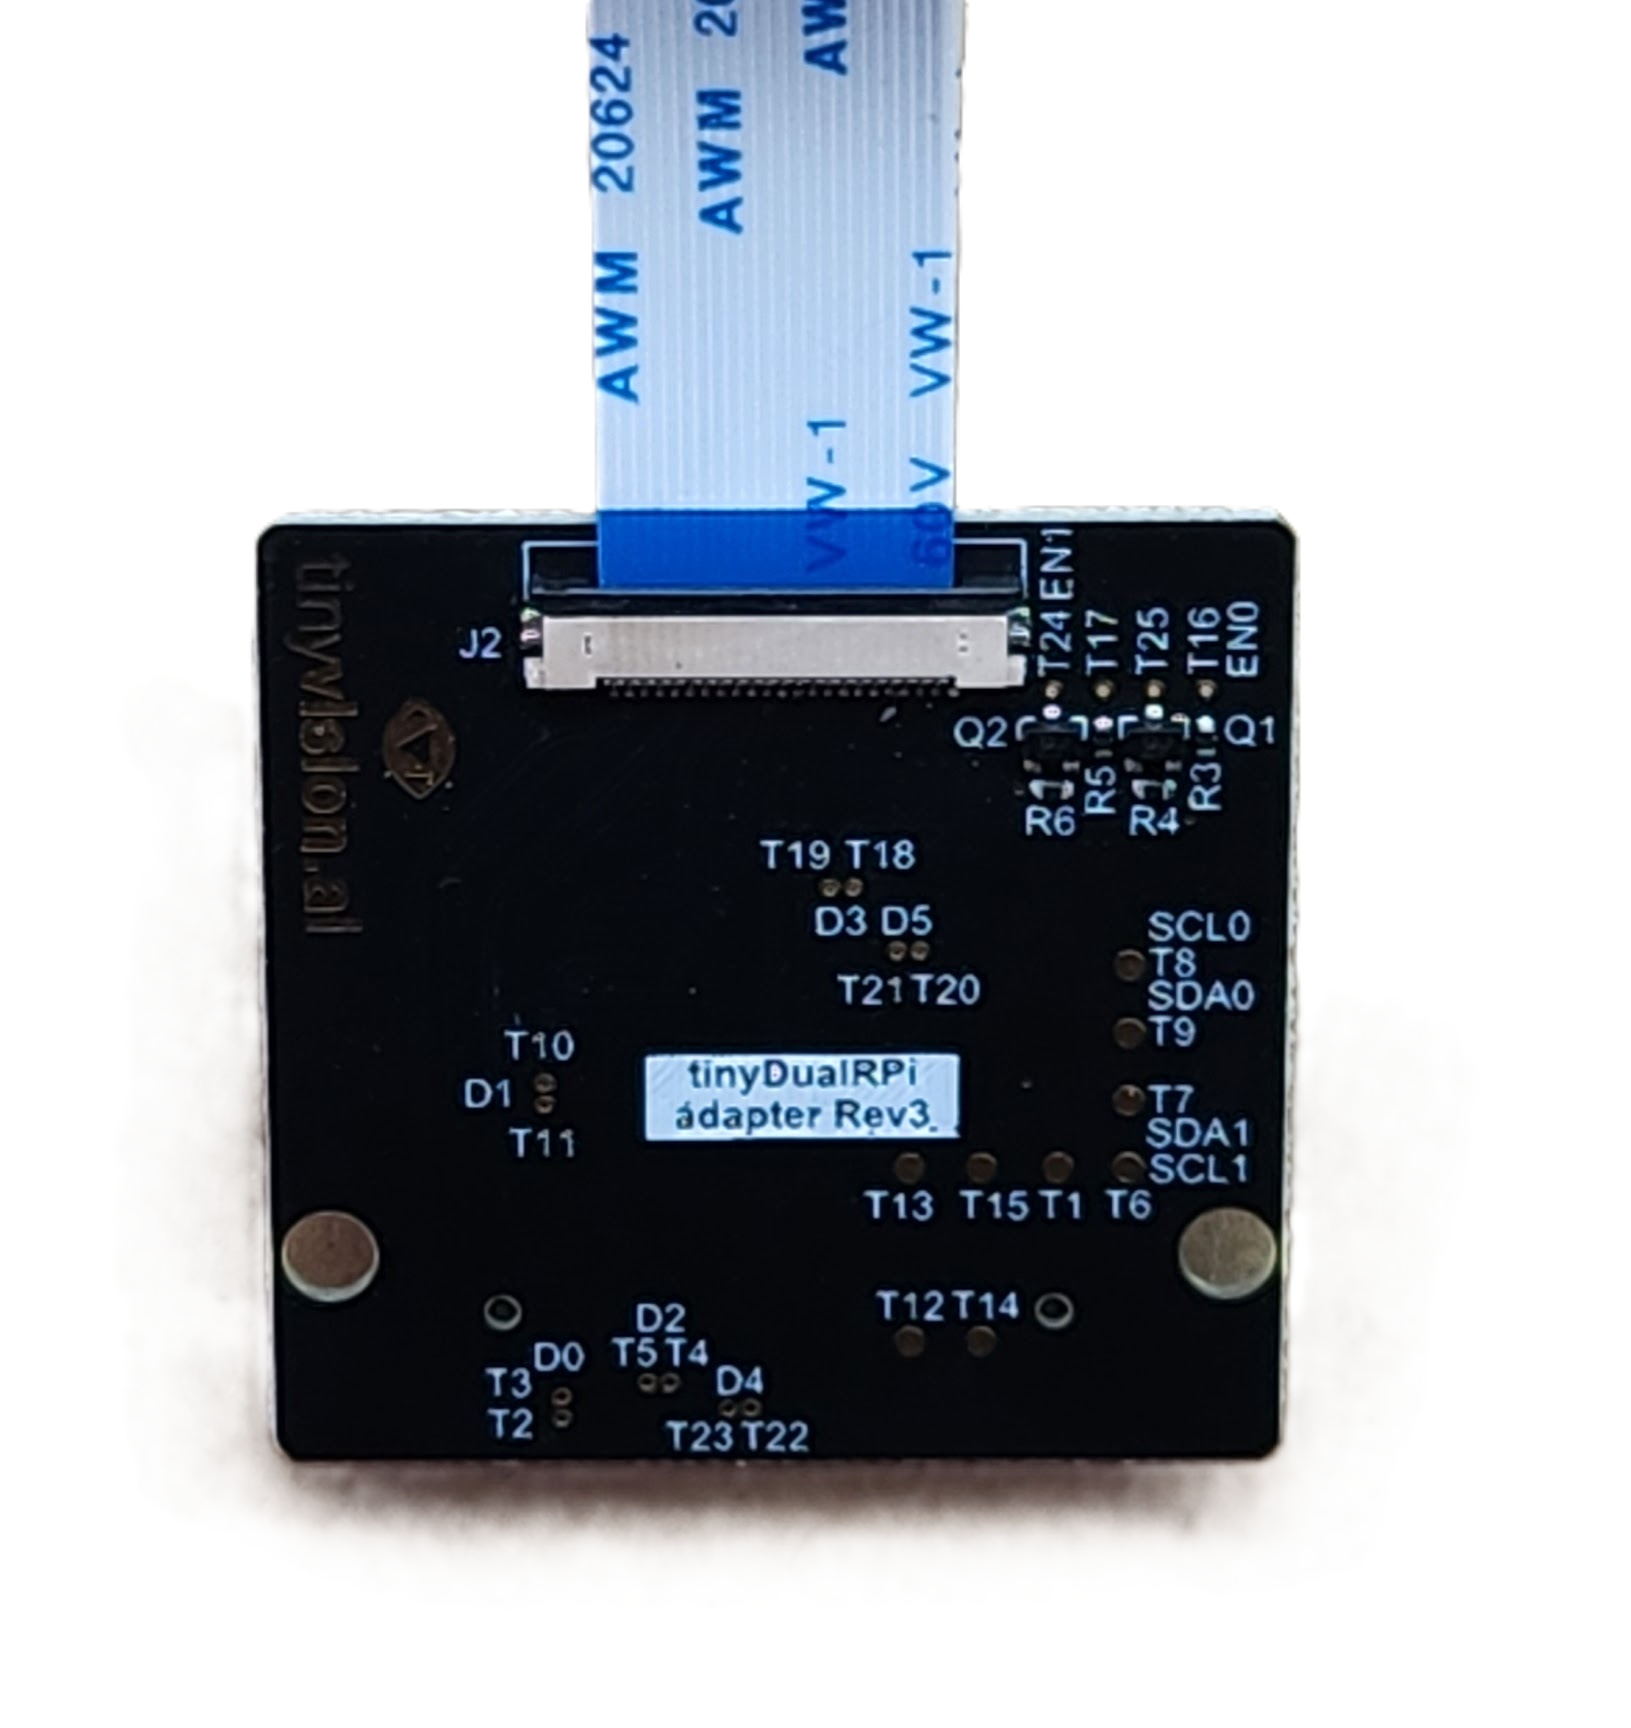 AWM 20624
AWM 20
AW
VW-1
60V VW-1
tinyvision.ai
J2
T24 EN1
T17
T25
T16
EN0
Q2
Q1
R6
R5
R4
R3
T19 T18
D3 D5
T21 T20
SCL0
T8
SDA0
T9
T10
D1
T11
tinyDualRPi
adapter Rev3.
T7
SDA1
SCL1
T13 T15 T1 T6
T12 T14
D2
T5 T4
D0
T3
T2
D4
T23 T22